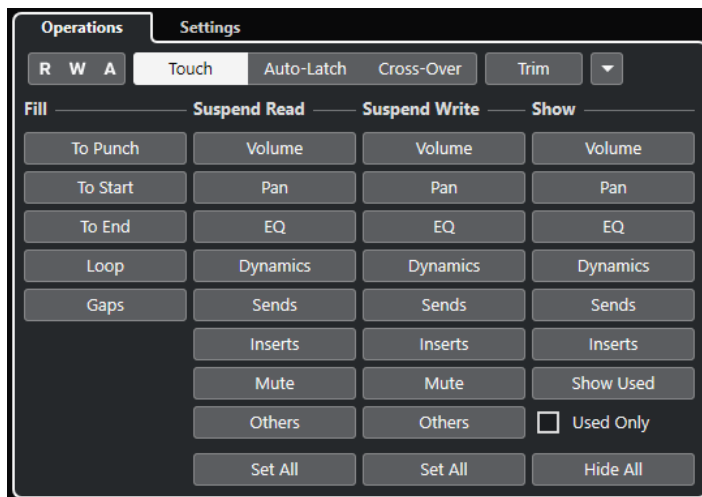 Operations Settings
R W A Touch Auto-Latch Cross-Over Trim
Fill Suspend Read Suspend Write Show
To Punch Volume Volume Volume
To Start Pan Pan Pan
To End EQ EQ EQ
Loop Dynamics Dynamics Dynamics
Gaps Sends Sends Sends
Inserts Inserts Inserts
Mute Mute Show Used
Others Others Used Only
Set All Set All Hide All